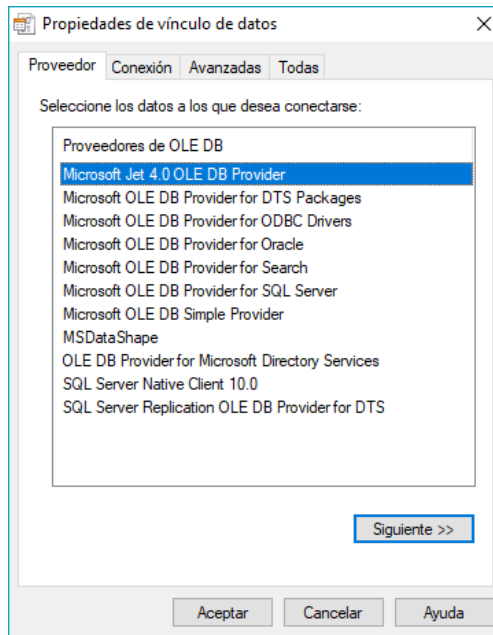 Propiedades de vínculo de datos
Proveedor Conexión Avanzadas Todas
Seleccione los datos a los que desea conectarse:
Proveedores de OLE DB
Microsoft Jet 4.0 OLE DB Provider
Microsoft OLE DB Provider for DTS Packages
Microsoft OLE DB Provider for ODBC Drivers
Microsoft OLE DB Provider for Oracle
Microsoft OLE DB Provider for Search
Microsoft OLE DB Provider for SQL Server
Microsoft OLE DB Simple Provider
MSDataShape
OLE DB Provider for Microsoft Directory Services
SQL Server Native Client 10.0
SQL Server Replication OLE DB Provider for DTS
Siguiente >>
Aceptar Cancelar Ayuda